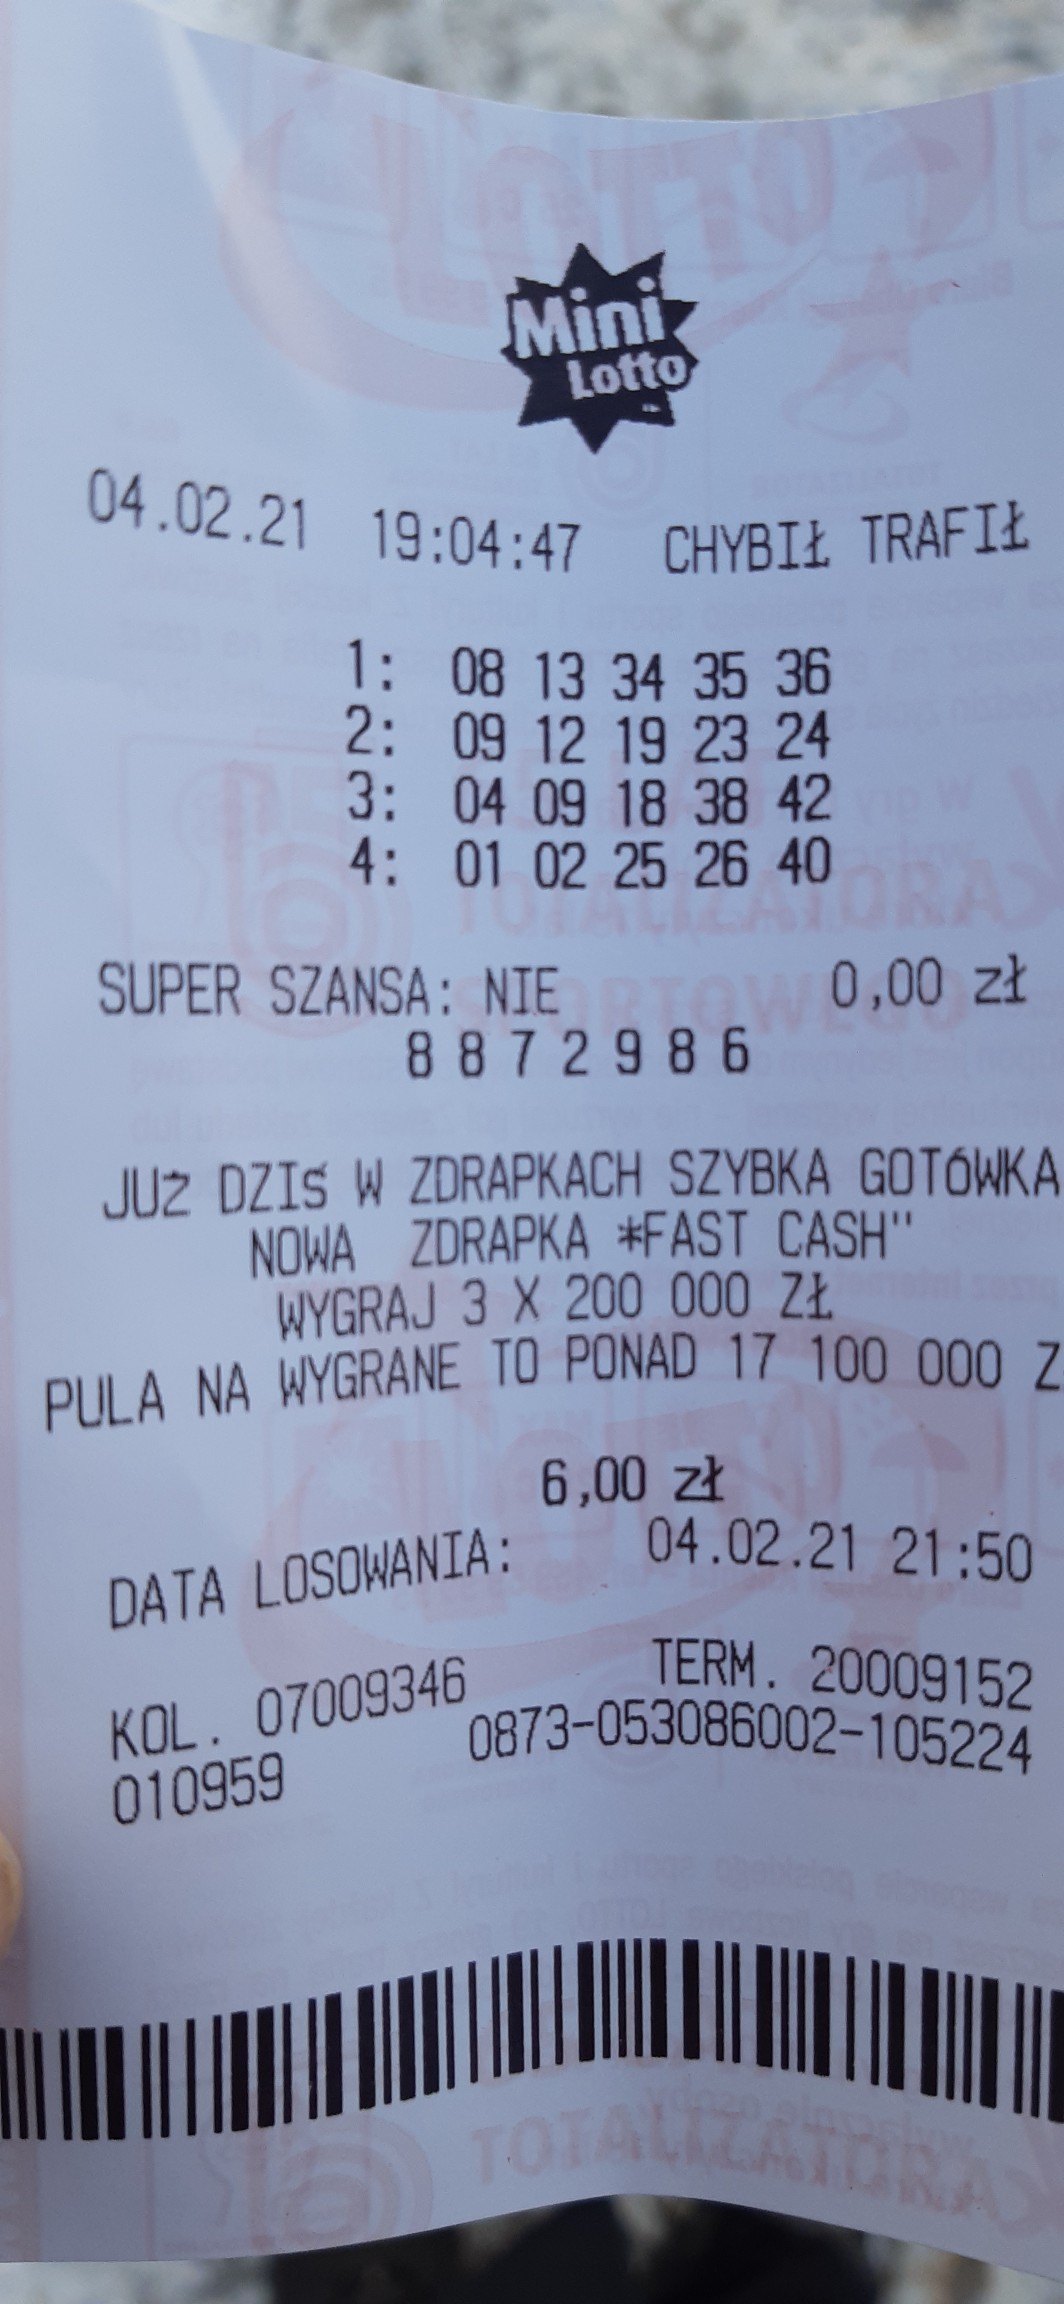 Mini
Lotto
04.02.21 19:04:47 CHYBIŁ TRAFIŁ
1: 08 13 34 35 36
2: 09 12 19 23 24
3: 04 09 18 38 42
4: 01 02 25 26 40
SUPER SZANSA: NIE 0,00 zł
8 8 7 2 9 8 6
JUŻ DZIŚ W ZDRAPKACH SZYBKA GOTÓWKA
NOWA ZDRAPKA *FAST CASH"
WYGRAJ 3 X 200 000 ZŁ
PULA NA WYGRANE TO PONAD 17 100 000 Z
6,00 zł
DATA LOSOWANIA: 04.02.21 21:50
KOL. 07009346 TERM. 20009152
010959 0873-053086002-105224